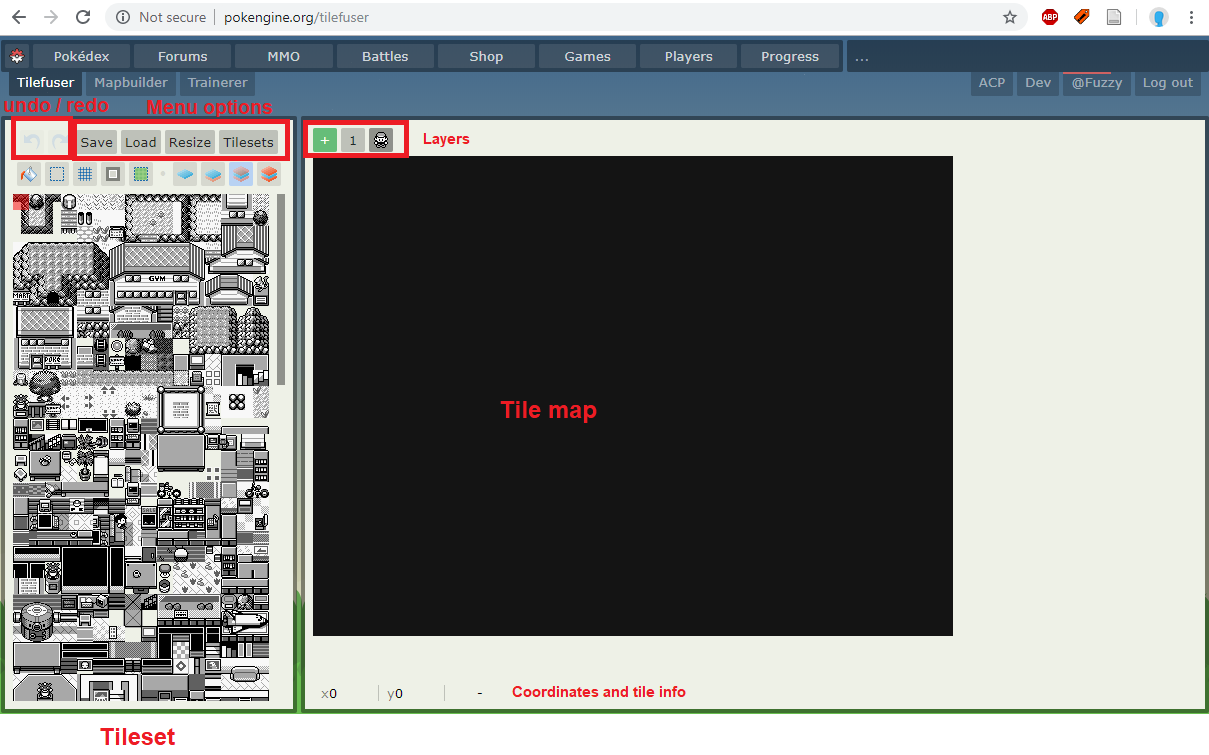 Not secure | pokengine.org/tilefuser
ABP
Pokédex Forums MMO Battles Shop Games Players Progress ...
Tilefuser Mapbuilder Trainerer ACP Dev @Fuzzy Log out
undo / redo Menu options
Save Load Resize Tilesets
+ 1 Layers
GYM
MART
POKé
Tile map
SALE
x0 y0 - Coordinates and tile info
Tileset